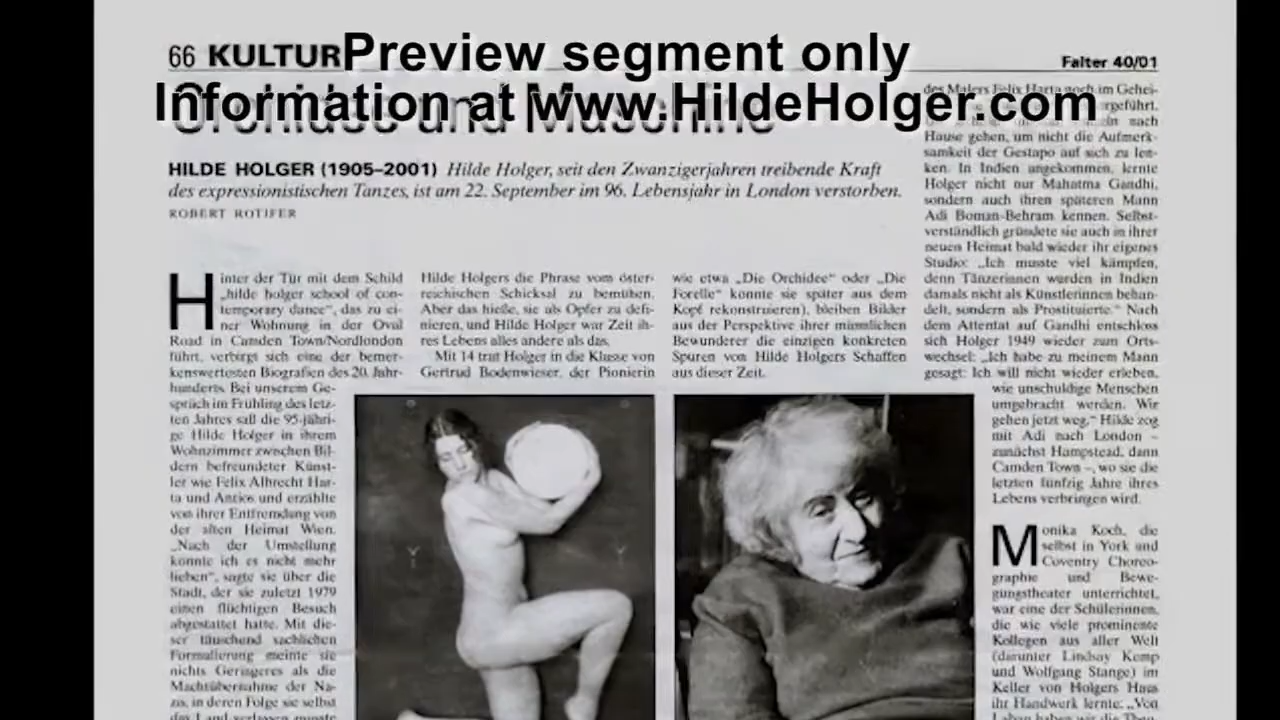 66 KULTUR
Falter 40/01
Preview segment only
Information at www.HildeHolger.com
Orchidee und Maschine
HILDE HOLGER (1905–2001) Hilde Holger, seit den Zwanzigerjahren treibende Kraft
des expressionistischen Tanzes, ist am 22. September im 96. Lebensjahr in London verstorben.
ROBERT ROTIFER
Hinter der Tür mit dem Schild
„hilde holger school of con-
temporary dance“, das zu ei-
ner Wohnung in der Oval
Road in Camden Town/Nordlondon
führt, verbirgt sich eine der bemer-
kenswertesten Biografien des 20. Jahr-
hunderts. Bei unserem Ge-
spräch im Frühling des letz-
ten Jahres saß die 95-jähri-
ge Hilde Holger in ihrem
Wohnzimmer zwischen Bil-
dern befreundeter Künst-
ler wie Felix Albrecht Har-
ta und Antios und erzählte
von ihrer Entfremdung von
der alten Heimat Wien.
„Nach der Umstellung
konnte ich es nicht mehr
lieben“, sagte sie über die
Stadt, der sie zuletzt 1979
einen flüchtigen Besuch
abgestattet hatte. Mit die-
ser täuschend sachlichen
Formulierung meinte sie
nichts Geringeres als die
Machtübernahme der Na-
zis, in deren Folge sie selbst
das Land verlassen musste
Hilde Holgers die Phrase vom öster-
reichischen Schicksal zu bemühen.
Aber das hieße, sie als Opfer zu defi-
nieren, und Hilde Holger war Zeit ih-
res Lebens alles andere als das.
Mit 14 trat Holger in die Klasse von
Gertrud Bodenwieser, der Pionierin
wie etwa „Die Orchidee“ oder „Die
Forelle“ konnte sie später aus dem
Kopf rekonstruieren), bleiben Bilder
aus der Perspektive ihrer männlichen
Bewunderer die einzigen konkreten
Spuren von Hilde Holgers Schaffen
aus dieser Zeit.
des Malers Felix Harta noch im Gehei-
rgeführt.
nach
Hause gehen, um nicht die Aufmerk-
samkeit der Gestapo auf sich zu len-
ken. In Indien angekommen, lernte
Holger nicht nur Mahatma Gandhi,
sondern auch ihren späteren Mann
Adi Boman-Behram kennen. Selbst-
verständlich gründete sie auch in ihrer
neuen Heimat bald wieder ihr eigenes
Studio: „Ich musste viel kämpfen,
denn Tänzerinnen wurden in Indien
damals nicht als Künstlerinnen behan-
delt, sondern als Prostituierte.“ Nach
dem Attentat auf Gandhi entschloss
sich Holger 1949 wieder zum Orts-
wechsel: „Ich habe zu meinem Mann
gesagt: Ich will nicht wieder erleben,
wie unschuldige Menschen
umgebracht werden. Wir
gehen jetzt weg.“ Hilde zog
mit Adi nach London –
zunächst Hampstead, dann
Camden Town –, wo sie die
letzten fünfzig Jahre ihres
Lebens verbringen wird.
Monika Koch, die
selbst in York und
Coventry Choreo-
graphie und Bewe-
gungstheater unterrichtet,
war eine der Schülerinnen,
die wie viele prominente
Kollegen aus aller Welt
(darunter Lindsay Kemp
und Wolfgang Stange) im
Keller von Holgers Haus
ihr Handwerk lernte: „Von